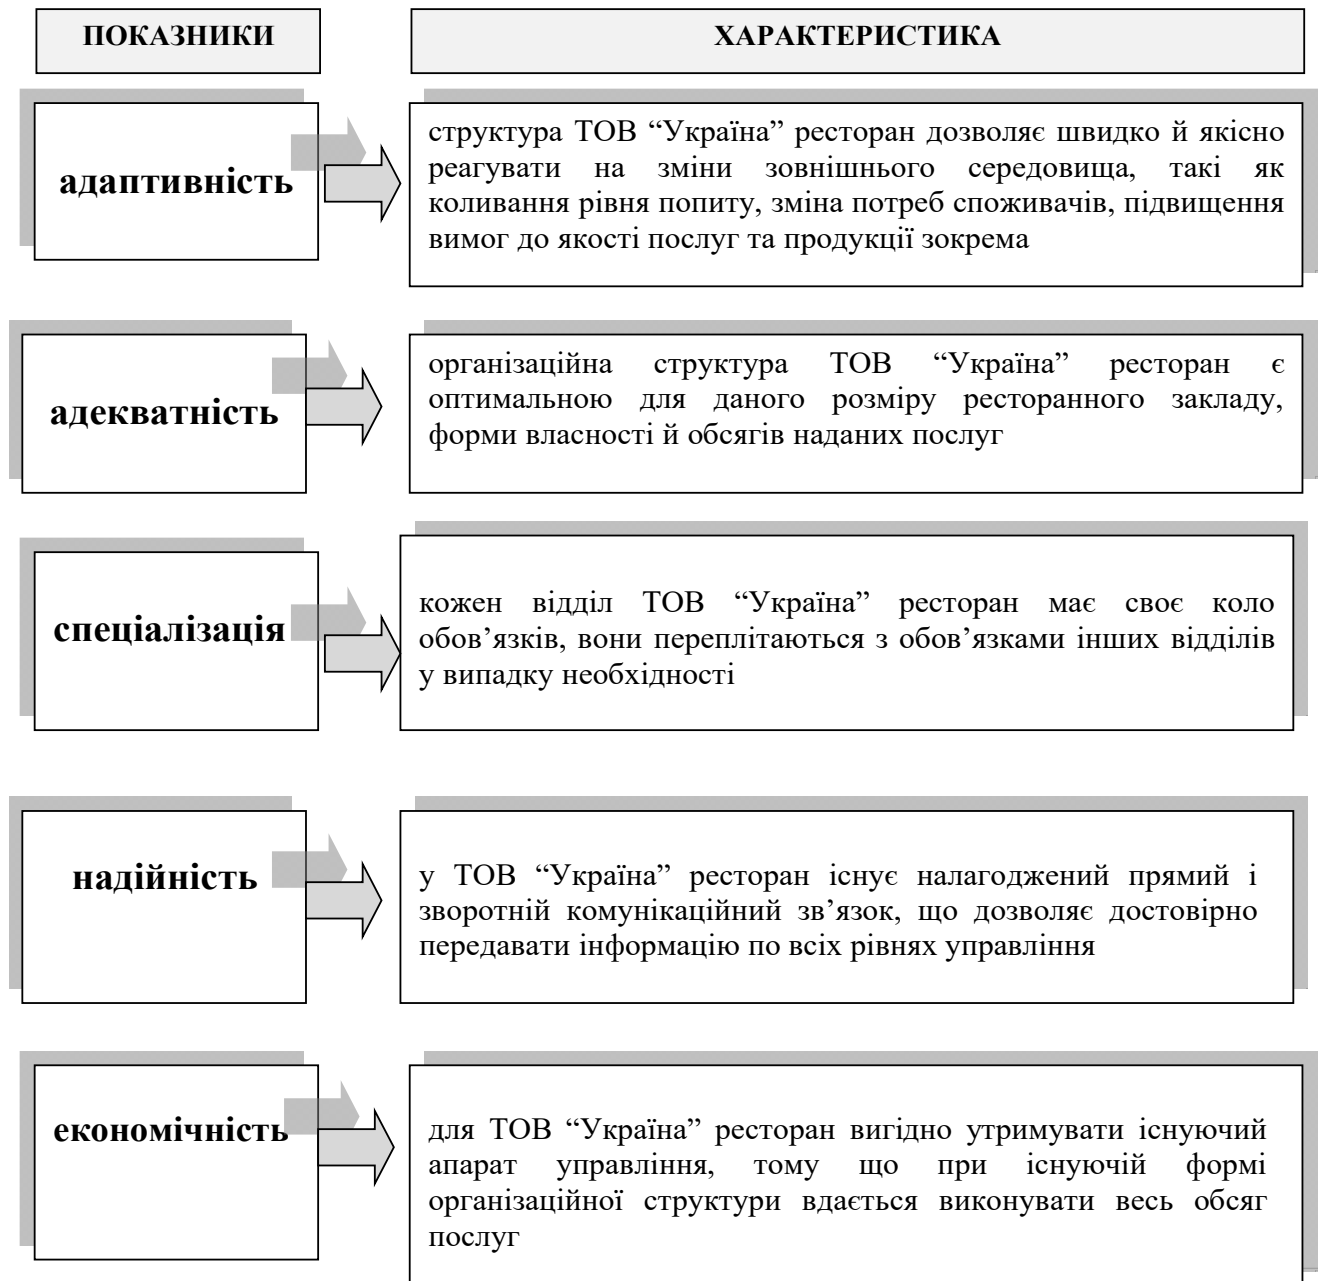 ПОКАЗНИКИ
ХАРАКТЕРИСТИКА
адаптивність
структура ТОВ “Україна” ресторан дозволяє швидко й якісно
реагувати на зміни зовнішнього середовища, такі як
коливання рівня попиту, зміна потреб споживачів, підвищення
вимог до якості послуг та продукції зокрема
адекватність
організаційна структура ТОВ “Україна” ресторан є
оптимальною для даного розміру ресторанного закладу,
форми власності й обсягів наданих послуг
спеціалізація
кожен відділ ТОВ “Україна” ресторан має своє коло
обов’язків, вони переплітаються з обов’язками інших відділів
у випадку необхідності
надійність
у ТОВ “Україна” ресторан існує налагоджений прямий і
зворотній комунікаційний зв’язок, що дозволяє достовірно
передавати інформацію по всіх рівнях управління
економічність
для ТОВ “Україна” ресторан вигідно утримувати існуючий
апарат управління, тому що при існуючій формі
організаційної структури вдається виконувати весь обсяг
послуг